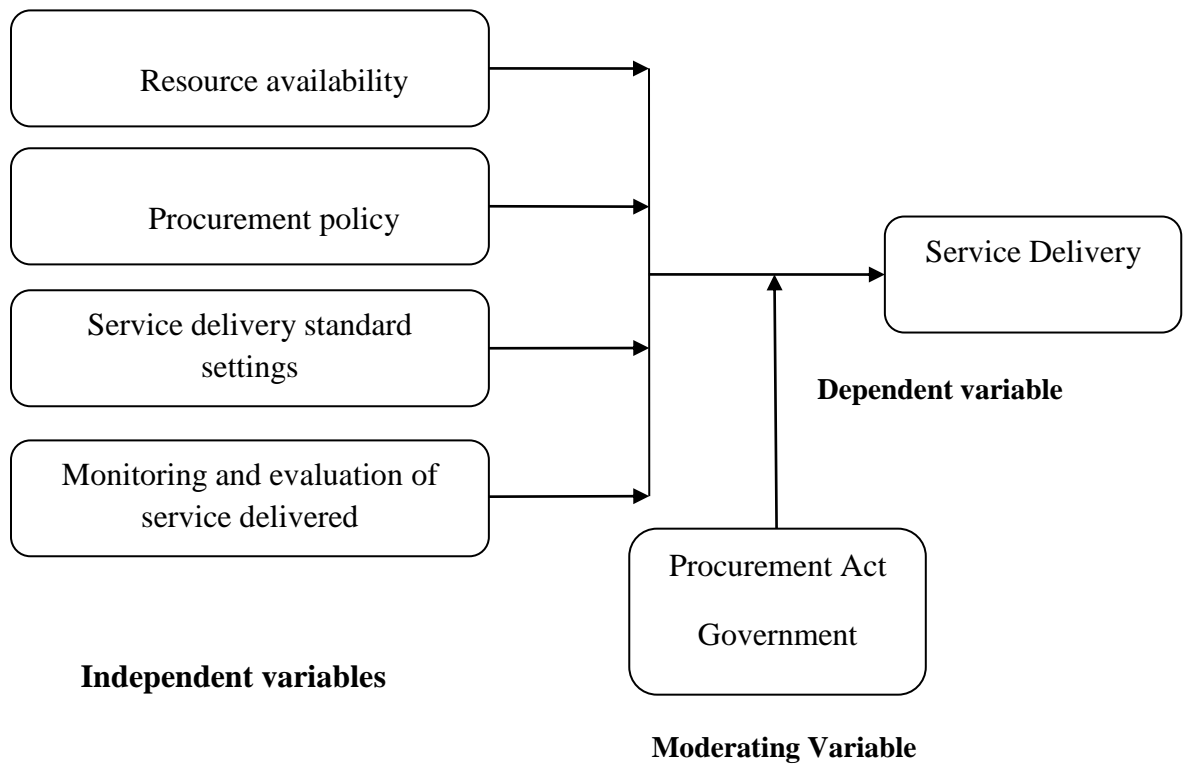 Resource availability
Procurement policy
Service delivery standard
settings
Monitoring and evaluation of
service delivered
Independent variables
Service Delivery
Dependent variable
Procurement Act
Government
Moderating Variable